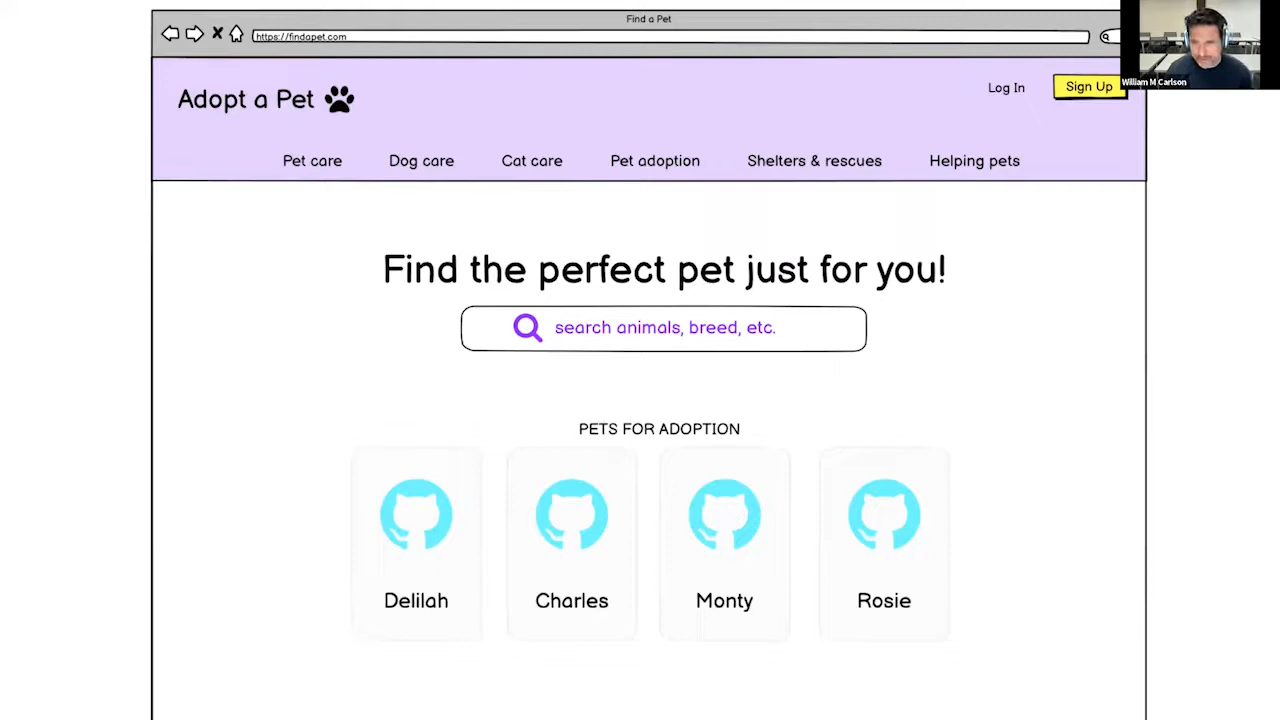 Find a Pet
https://findapet.com
William M Carlson
Adopt a Pet
Log In
Sign Up
Pet care
Dog care
Cat care
Pet adoption
Shelters & rescues
Helping pets
Find the perfect pet just for you!
search animals, breed, etc.
PETS FOR ADOPTION
Delilah
Charles
Monty
Rosie